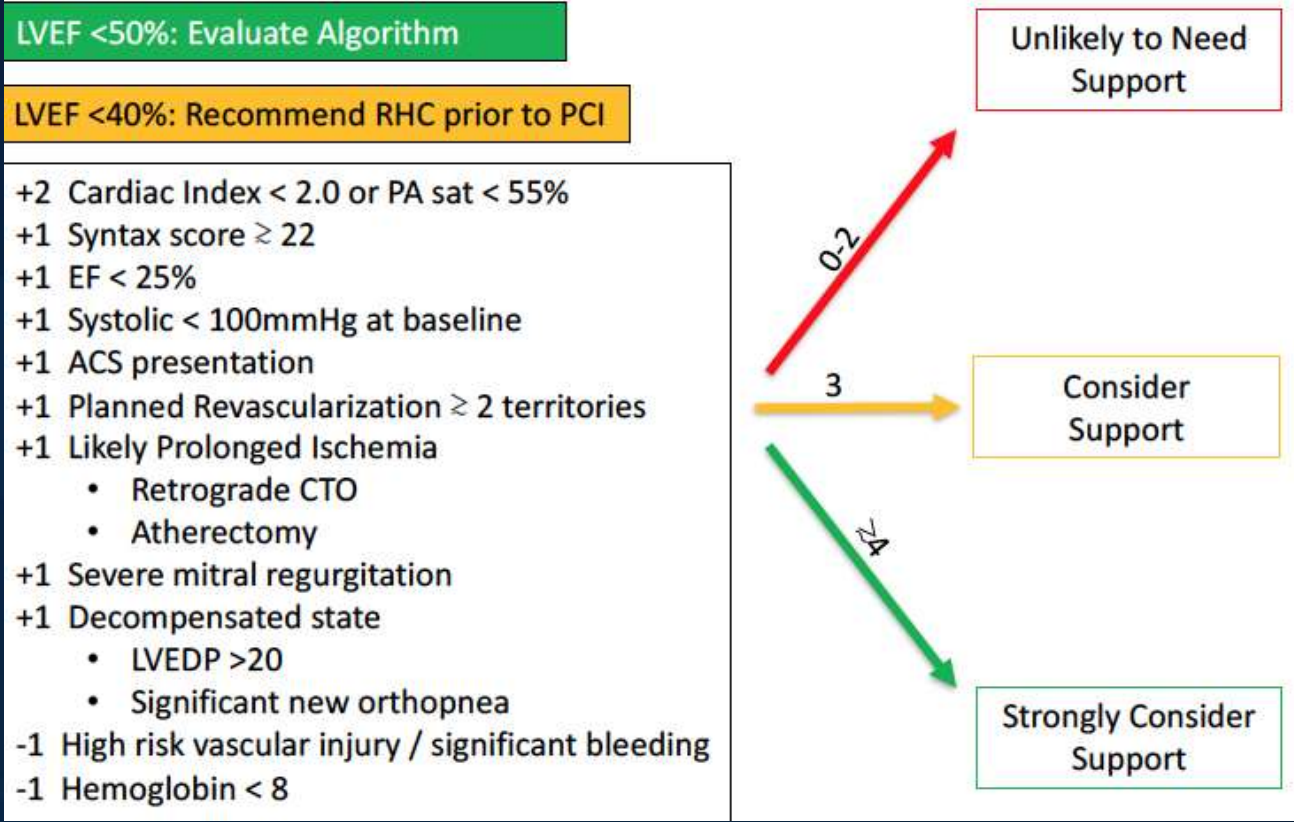 LVEF <50%: Evaluate Algorithm
LVEF <40%: Recommend RHC prior to PCI
+2 Cardiac Index < 2.0 or PA sat < 55%
+1 Syntax score ≥ 22
+1 EF < 25%
+1 Systolic < 100mmHg at baseline
+1 ACS presentation
+1 Planned Revascularization ≥ 2 territories
+1 Likely Prolonged Ischemia
• Retrograde CTO
• Atherectomy
+1 Severe mitral regurgitation
+1 Decompensated state
• LVEDP >20
• Significant new orthopnea
-1 High risk vascular injury / significant bleeding
-1 Hemoglobin < 8
0-2
3
≥4
Unlikely to Need
Support
Consider
Support
Strongly Consider
Support